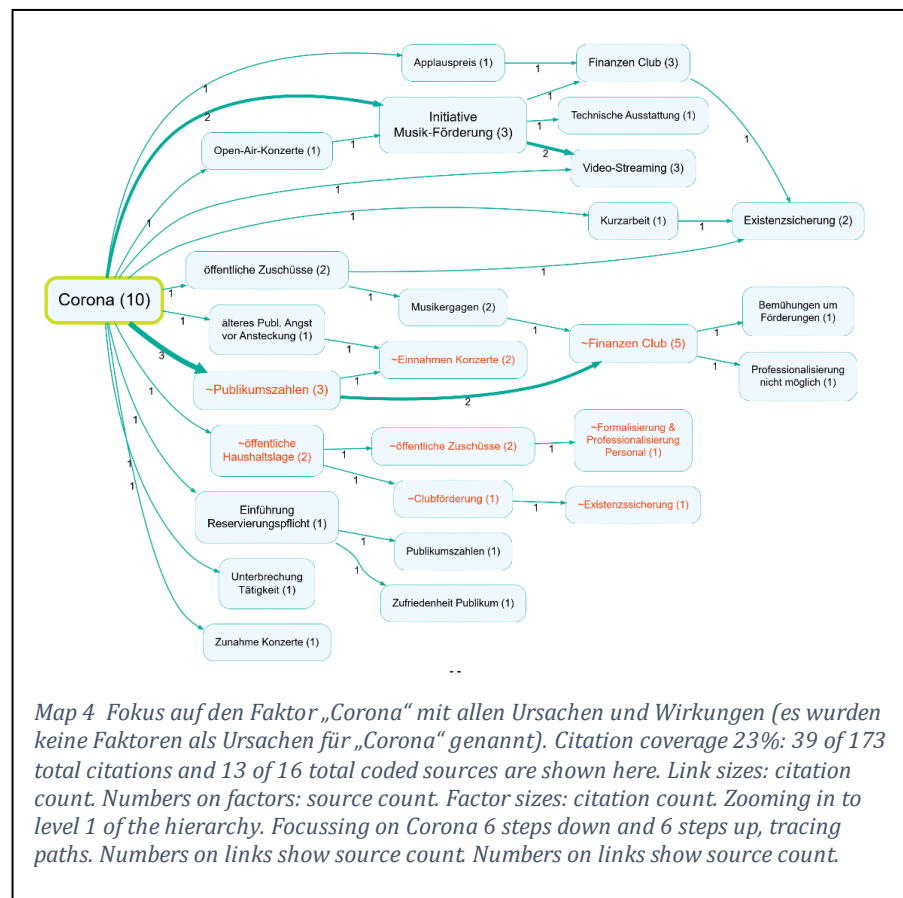 Applauspreis (1)
Finanzen Club (3)
Initiative
Musik-Förderung (3)
Technische Ausstattung (1)
Open-Air-Konzerte (1)
Video-Streaming (3)
Kurzarbeit (1)
Existenzsicherung (2)
öffentliche Zuschüsse (2)
Corona (10)
Musikergagen (2)
Bemühungen um
Förderungen (1)
älteres Publ. Angst
vor Ansteckung (1)
~Finanzen Club (5)
~Einnahmen Konzerte (2)
Professionalisierung
nicht möglich (1)
~Publikumszahlen (3)
~öffentliche
Haushaltslage (2)
~öffentliche Zuschüsse (2)
~Formalisierung &
Professionalisierung
Personal (1)
~Clubförderung (1)
~Existenzssicherung (1)
Einführung
Reservierungspflicht (1)
Publikumszahlen (1)
Unterbrechung
Tätigkeit (1)
Zufriedenheit Publikum (1)
Zunahme Konzerte (1)
1
1
2
1
1
1
2
1
1
1
1
1
1
1
1
1
1
1
1
1
3
1
2
1
1
1
1
1
1
1
1
1
1
1
-.-
Map 4 Fokus auf den Faktor „Corona“ mit allen Ursachen und Wirkungen (es wurden
keine Faktoren als Ursachen für „Corona“ genannt). Citation coverage 23%: 39 of 173
total citations and 13 of 16 total coded sources are shown here. Link sizes: citation
count. Numbers on factors: source count. Factor sizes: citation count. Zooming in to
level 1 of the hierarchy. Focussing on Corona 6 steps down and 6 steps up, tracing
paths. Numbers on links show source count. Numbers on links show source count.